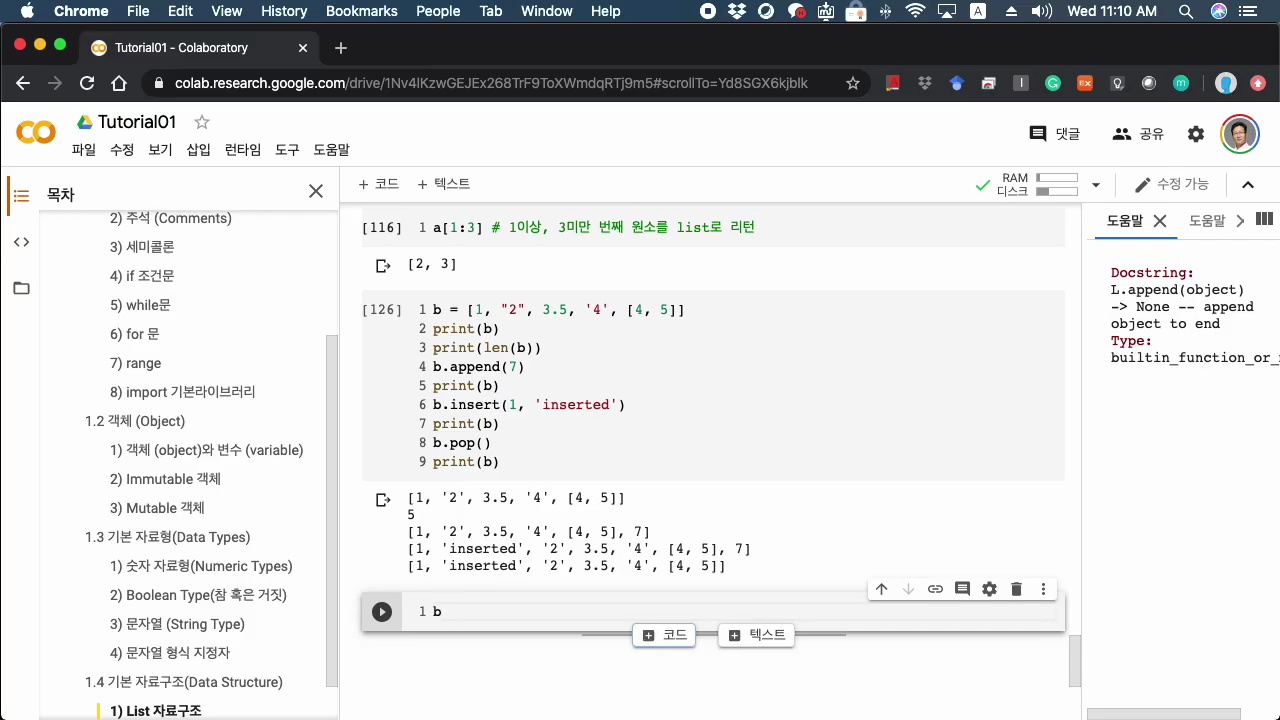 Chrome File Edit View History Bookmarks People Tab Window Help
A Wed 11:10 AM
Tutorial01 - Colaboratory
colab.research.google.com/drive/1Nv4lKzwGEJEx268TrF9ToXWmdqRTj9m5#scrollTo=Yd8SGX6kjblk
Tutorial01
댓글 공유
파일 수정 보기 삽입 런타임 도구 도움말
목차
+ 코드 + 텍스트
RAM
디스크
수정 가능
2) 주석 (Comments)
3) 세미콜론
4) if 조건문
5) while문
6) for 문
7) range
8) import 기본라이브러리
1.2 객체 (Object)
1) 객체 (object)와 변수 (variable)
2) Immutable 객체
3) Mutable 객체
1.3 기본 자료형(Data Types)
1) 숫자 자료형(Numeric Types)
2) Boolean Type(참 혹은 거짓)
3) 문자열 (String Type)
4) 문자열 형식 지정자
1.4 기본 자료구조(Data Structure)
1) List 자료구조
[116] 1 a[1:3] # 1이상, 3미만 번째 원소를 list로 리턴
[2, 3]
[126] 1 b = [1, "2", 3.5, '4', [4, 5]]
2 print(b)
3 print(len(b))
4 b.append(7)
5 print(b)
6 b.insert(1, 'inserted')
7 print(b)
8 b.pop()
9 print(b)
[1, '2', 3.5, '4', [4, 5]]
5
[1, '2', 3.5, '4', [4, 5], 7]
[1, 'inserted', '2', 3.5, '4', [4, 5], 7]
[1, 'inserted', '2', 3.5, '4', [4, 5]]
1 b
코드 텍스트
도움말 도움말
Docstring:
L.append(object)
-> None -- append
object to end
Type:
builtin_function_or_